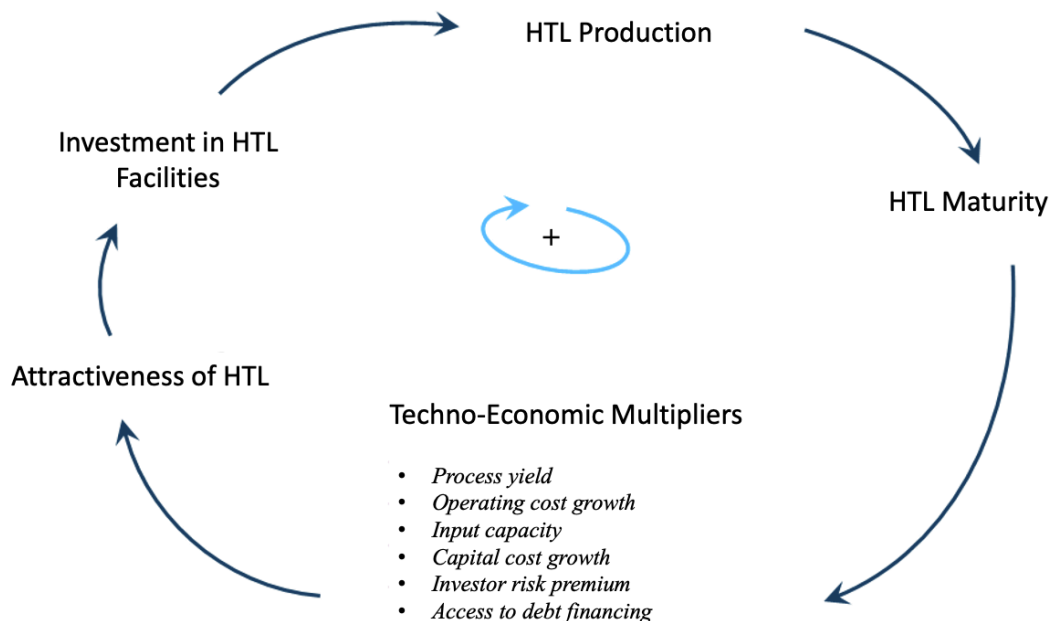 HTL Production
Investment in HTL
Facilities
HTL Maturity
+
Attractiveness of HTL
Techno-Economic Multipliers
• Process yield
• Operating cost growth
• Input capacity
• Capital cost growth
• Investor risk premium
• Access to debt financing